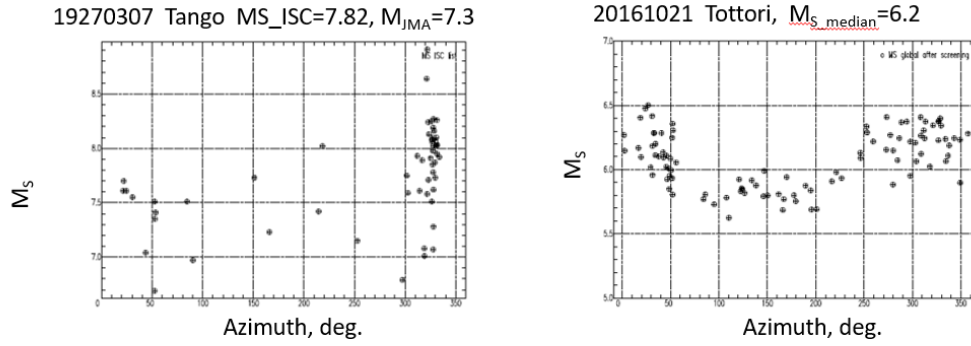 19270307 Tango MS_ISC=7.82, MJMA=7.3
20161021 Tottori, MS_median=6.2
MS ISC list
8.5
8.0
7.5
7.0
MS
0 50 100 150 200 250 300 350
Azimuth, deg.
o MS global after screening
7.0
6.5
6.0
5.5
5.0
MS
0 50 100 150 200 250 300 350
Azimuth, deg.